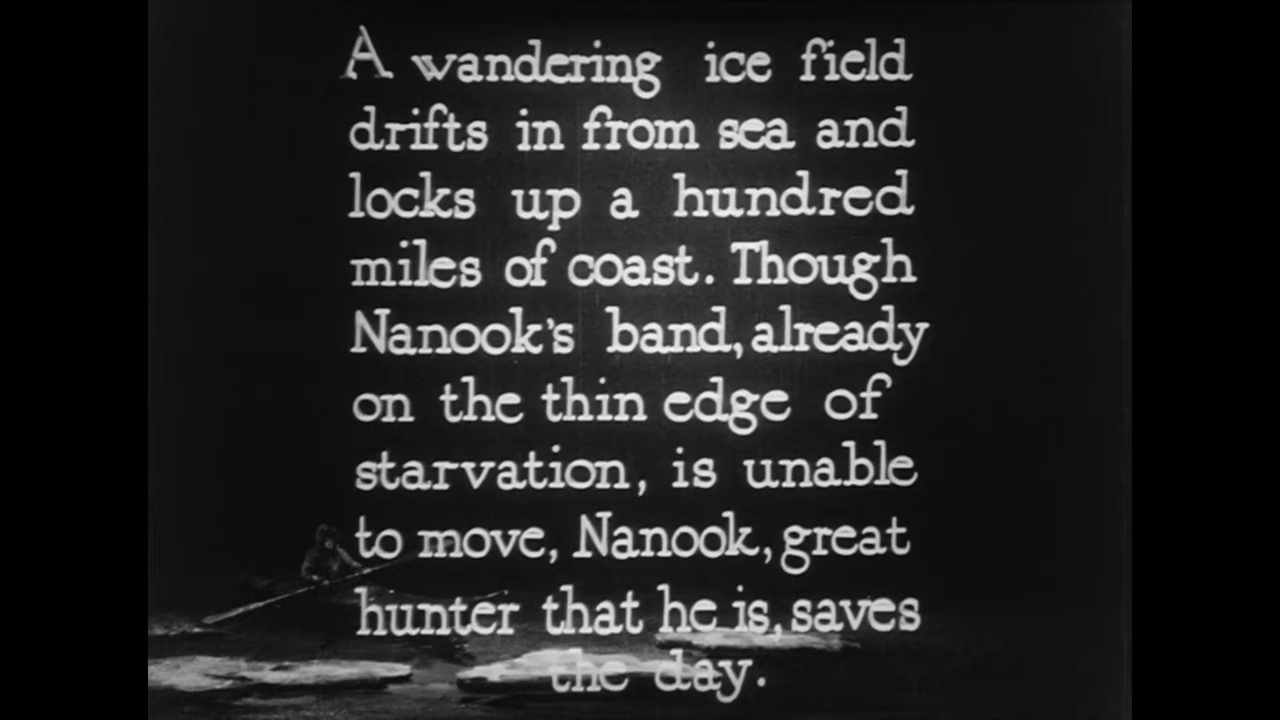 A wandering ice field
drifts in from sea and
locks up a hundred
miles of coast. Though
Nanook's band, already
on the thin edge of
starvation, is unable
to move, Nanook, great
hunter that he is, saves
the day.